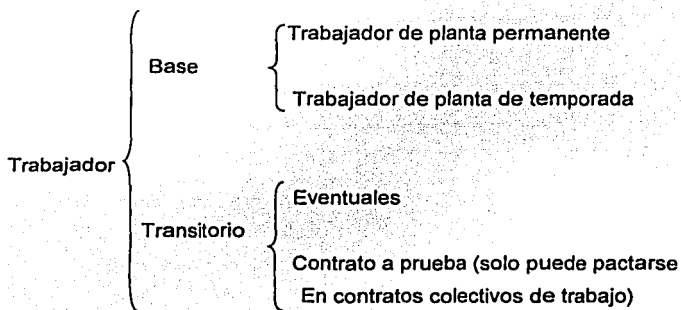 Trabajador de planta permanente
Base
Trabajador de planta de temporada
Trabajador
Eventuales
Transitorio
Contrato a prueba (solo puede pactarse
En contratos colectivos de trabajo)